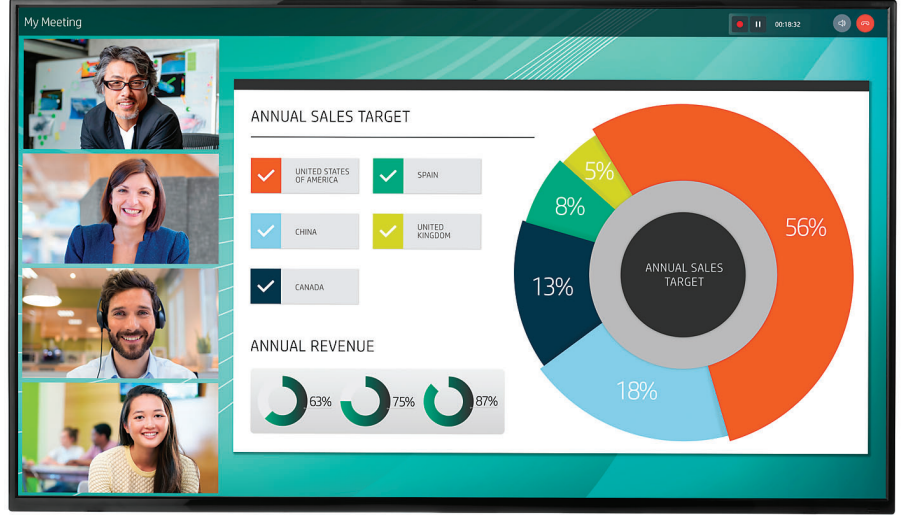 My Meeting
00:18:32
ANNUAL SALES TARGET
UNITED STATES
OF AMERICA
SPAIN
CHINA
UNITED
KINGDOM
CANADA
ANNUAL REVENUE
63%
75%
87%
5%
8%
13%
18%
56%
ANNUAL SALES
TARGET